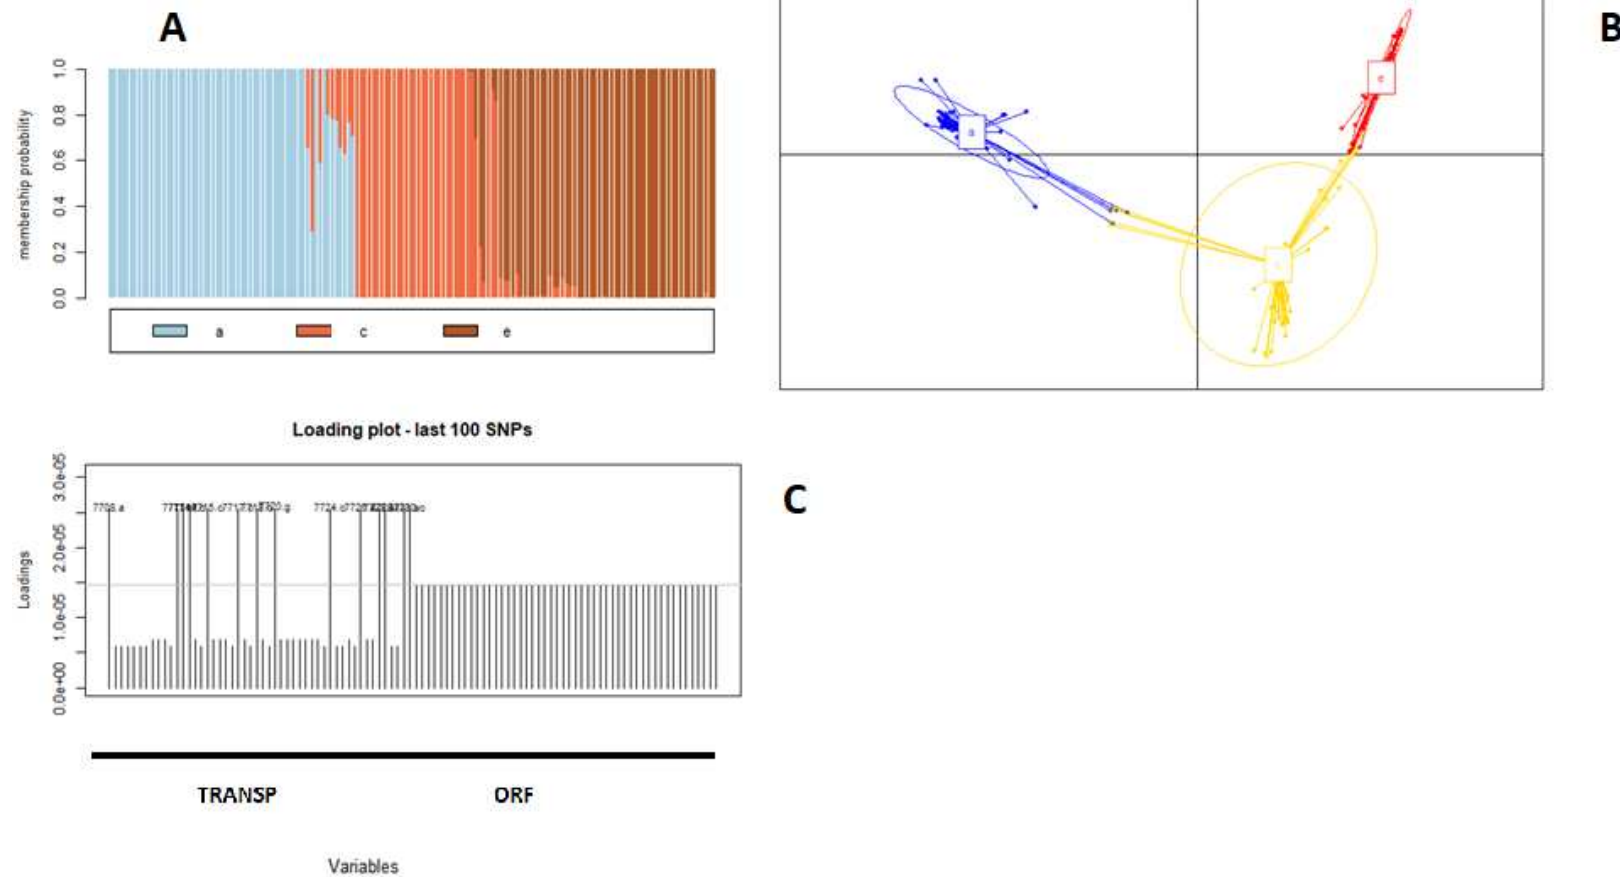 A
B
1.0
0.8
0.6
0.4
0.2
0.0
membership probability
a
e
a c e
Loading plot - last 100 SNPs
C
3.0e-05
2.0e-05
1.0e-05
0.0e+00
Loadings
7708.a
TRANSP ORF
Variables